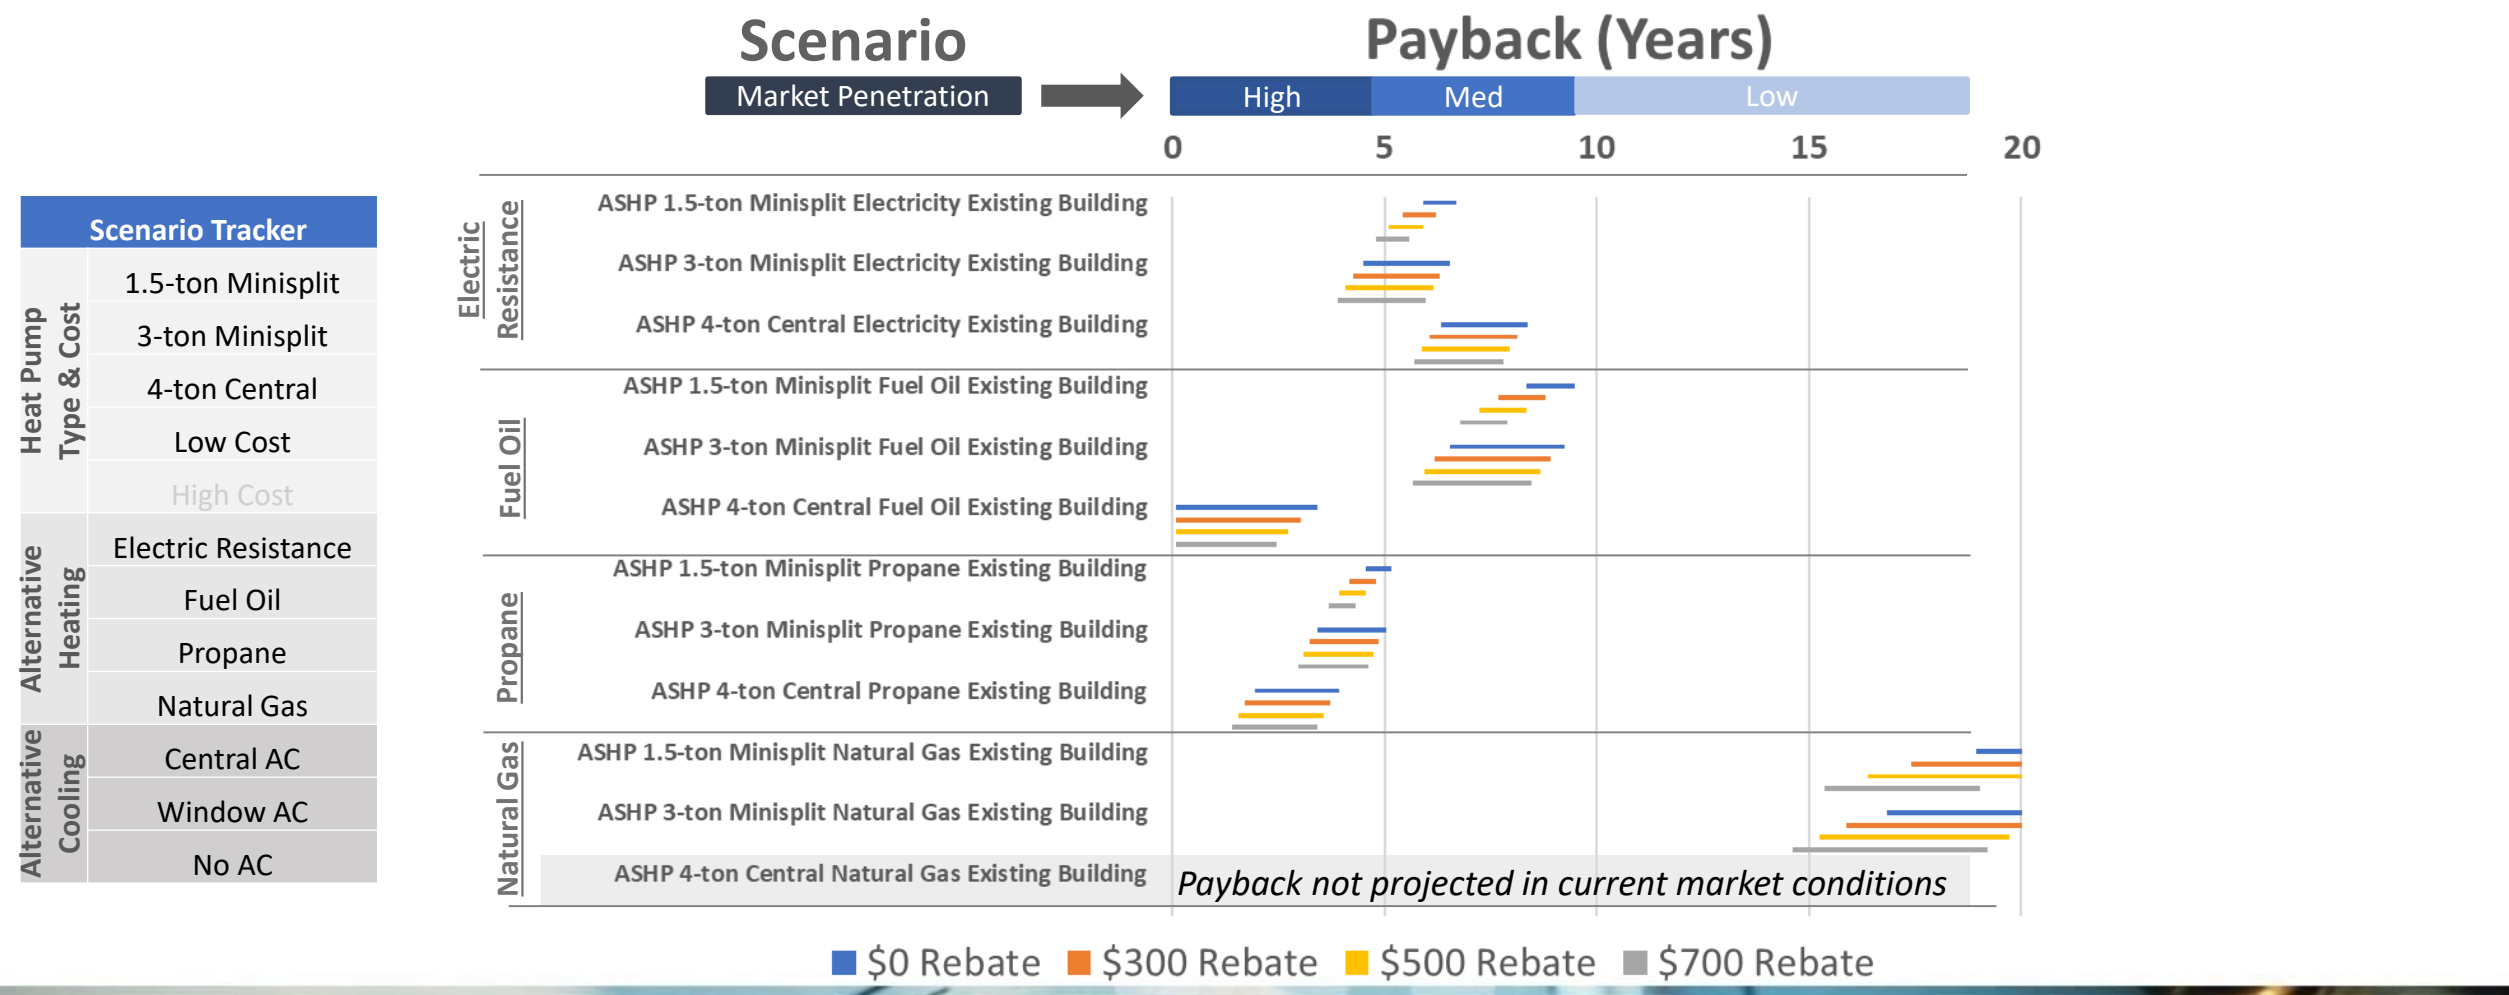 Scenario
Payback (Years)
Market Penetration
High
Med
Low
0
5
10
15
20
Scenario Tracker
Heat Pump
Type & Cost
1.5-ton Minisplit
3-ton Minisplit
4-ton Central
Low Cost
High Cost
Alternative
Heating
Electric Resistance
Fuel Oil
Propane
Natural Gas
Alternative
Cooling
Central AC
Window AC
No AC
Electric
Resistance
ASHP 1.5-ton Minisplit Electricity Existing Building
ASHP 3-ton Minisplit Electricity Existing Building
ASHP 4-ton Central Electricity Existing Building
Fuel Oil
ASHP 1.5-ton Minisplit Fuel Oil Existing Building
ASHP 3-ton Minisplit Fuel Oil Existing Building
ASHP 4-ton Central Fuel Oil Existing Building
Propane
ASHP 1.5-ton Minisplit Propane Existing Building
ASHP 3-ton Minisplit Propane Existing Building
ASHP 4-ton Central Propane Existing Building
Natural Gas
ASHP 1.5-ton Minisplit Natural Gas Existing Building
ASHP 3-ton Minisplit Natural Gas Existing Building
ASHP 4-ton Central Natural Gas Existing Building
Payback not projected in current market conditions
$0 Rebate
$300 Rebate
$500 Rebate
$700 Rebate